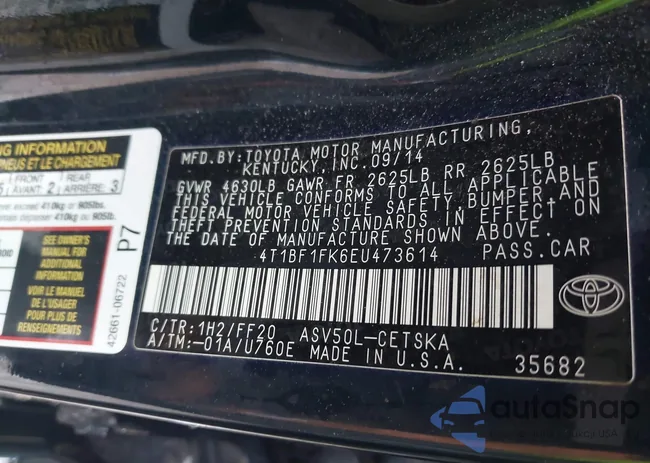 NG INFORMATION
PNEUS ET LE CHARGEMENT
FRONT
AVANT: 2
REAR
ARRIÈRE: 3
SEE OWNER'S
MANUAL FOR
ADDITIONAL
INFORMATION
VOIR LE MANUEL
DE L'USAGER
POUR PLUS DE
RENSEIGNEMENTS
P7
42661-06722
MFD.BY: TOYOTA MOTOR MANUFACTURING,
KENTUCKY, INC. 09/14
GVWR 4630LB GAWR FR 2625LB RR 2625LB
THIS VEHICLE CONFORMS TO ALL APPLICABLE
FEDERAL MOTOR VEHICLE SAFETY, BUMPER, AND
THEFT PREVENTION STANDARDS IN EFFECT ON
THE DATE OF MANUFACTURE SHOWN ABOVE.
4T1BF1FK6EU473614 PASS.CAR
C/TR: 1H2/FF20 ASV50L-CETSKA
A/TM:-01A/U760E MADE IN U.S.A. 35682
autoSnap